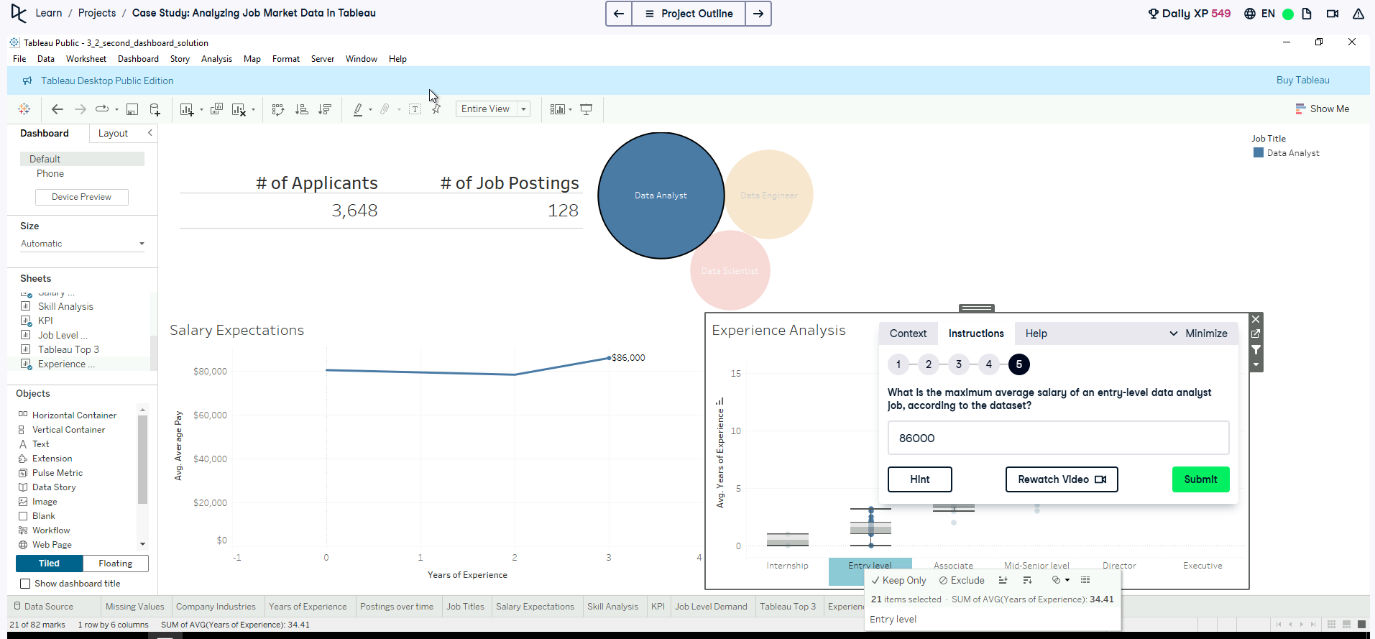 Learn / Projects / Case Study: Analyzing Job Market Data in Tableau
Project Outline
Daily XP 549
EN
Tableau Public - 3_2_second_dashboard_solution
File Data Worksheet Dashboard Story Analysis Map Format Server Window Help
Tableau Desktop Public Edition
Buy Tableau
Entire View
Show Me
Dashboard
Layout
Default
Phone
Device Preview
Size
Automatic
Sheets
Skill Analysis
KPI
Job Level ...
Tableau Top 3
Experience ...
Objects
Horizontal Container
Vertical Container
Text
Extension
Pulse Metric
Data Story
Image
Blank
Workflow
Web Page
Tiled
Floating
Show dashboard title
# of Applicants
# of Job Postings
3,648
128
Data Analyst
Data Engineer
Data Scientist
Job Title
Data Analyst
Salary Expectations
$86,000
$80,000
$60,000
$40,000
$20,000
$0
Avg. Average Pay
-1
0
1
2
3
4
Years of Experience
Experience Analysis
15
10
5
0
Avg. Years of Experience
Internship
Entry level
Associate
Mid-Senior level
Director
Executive
Context
Instructions
Help
Minimize
1
2
3
4
5
What is the maximum average salary of an entry-level data analyst
job, according to the dataset?
86000
Hint
Rewatch Video
Submit
Keep Only
Exclude
21 items selected · SUM of AVG(Years of Experience): 34.41
Entry level
Data Source
Missing Values
Company Industries
Years of Experience
Postings over time
Job Titles
Salary Expectations
Skill Analysis
KPI
Job Level Demand
Tableau Top 3
21 of 82 marks
1 row by 6 columns
SUM of AVG(Years of Experience): 34.41